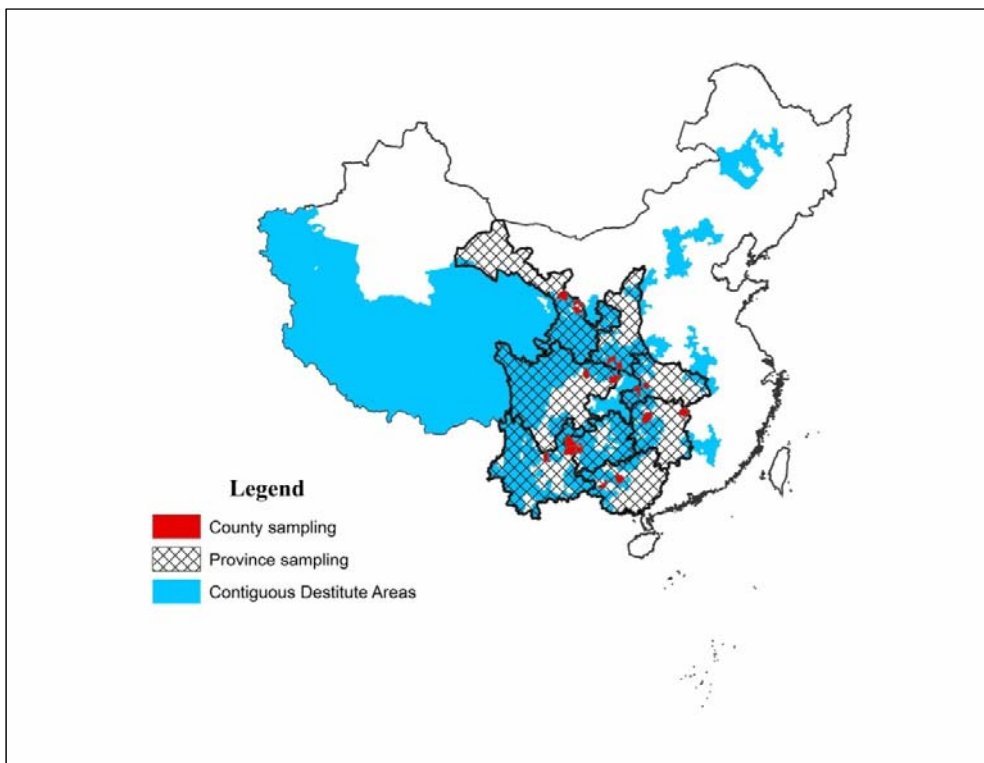 Legend
County sampling
Province sampling
Contiguous Destitute Areas